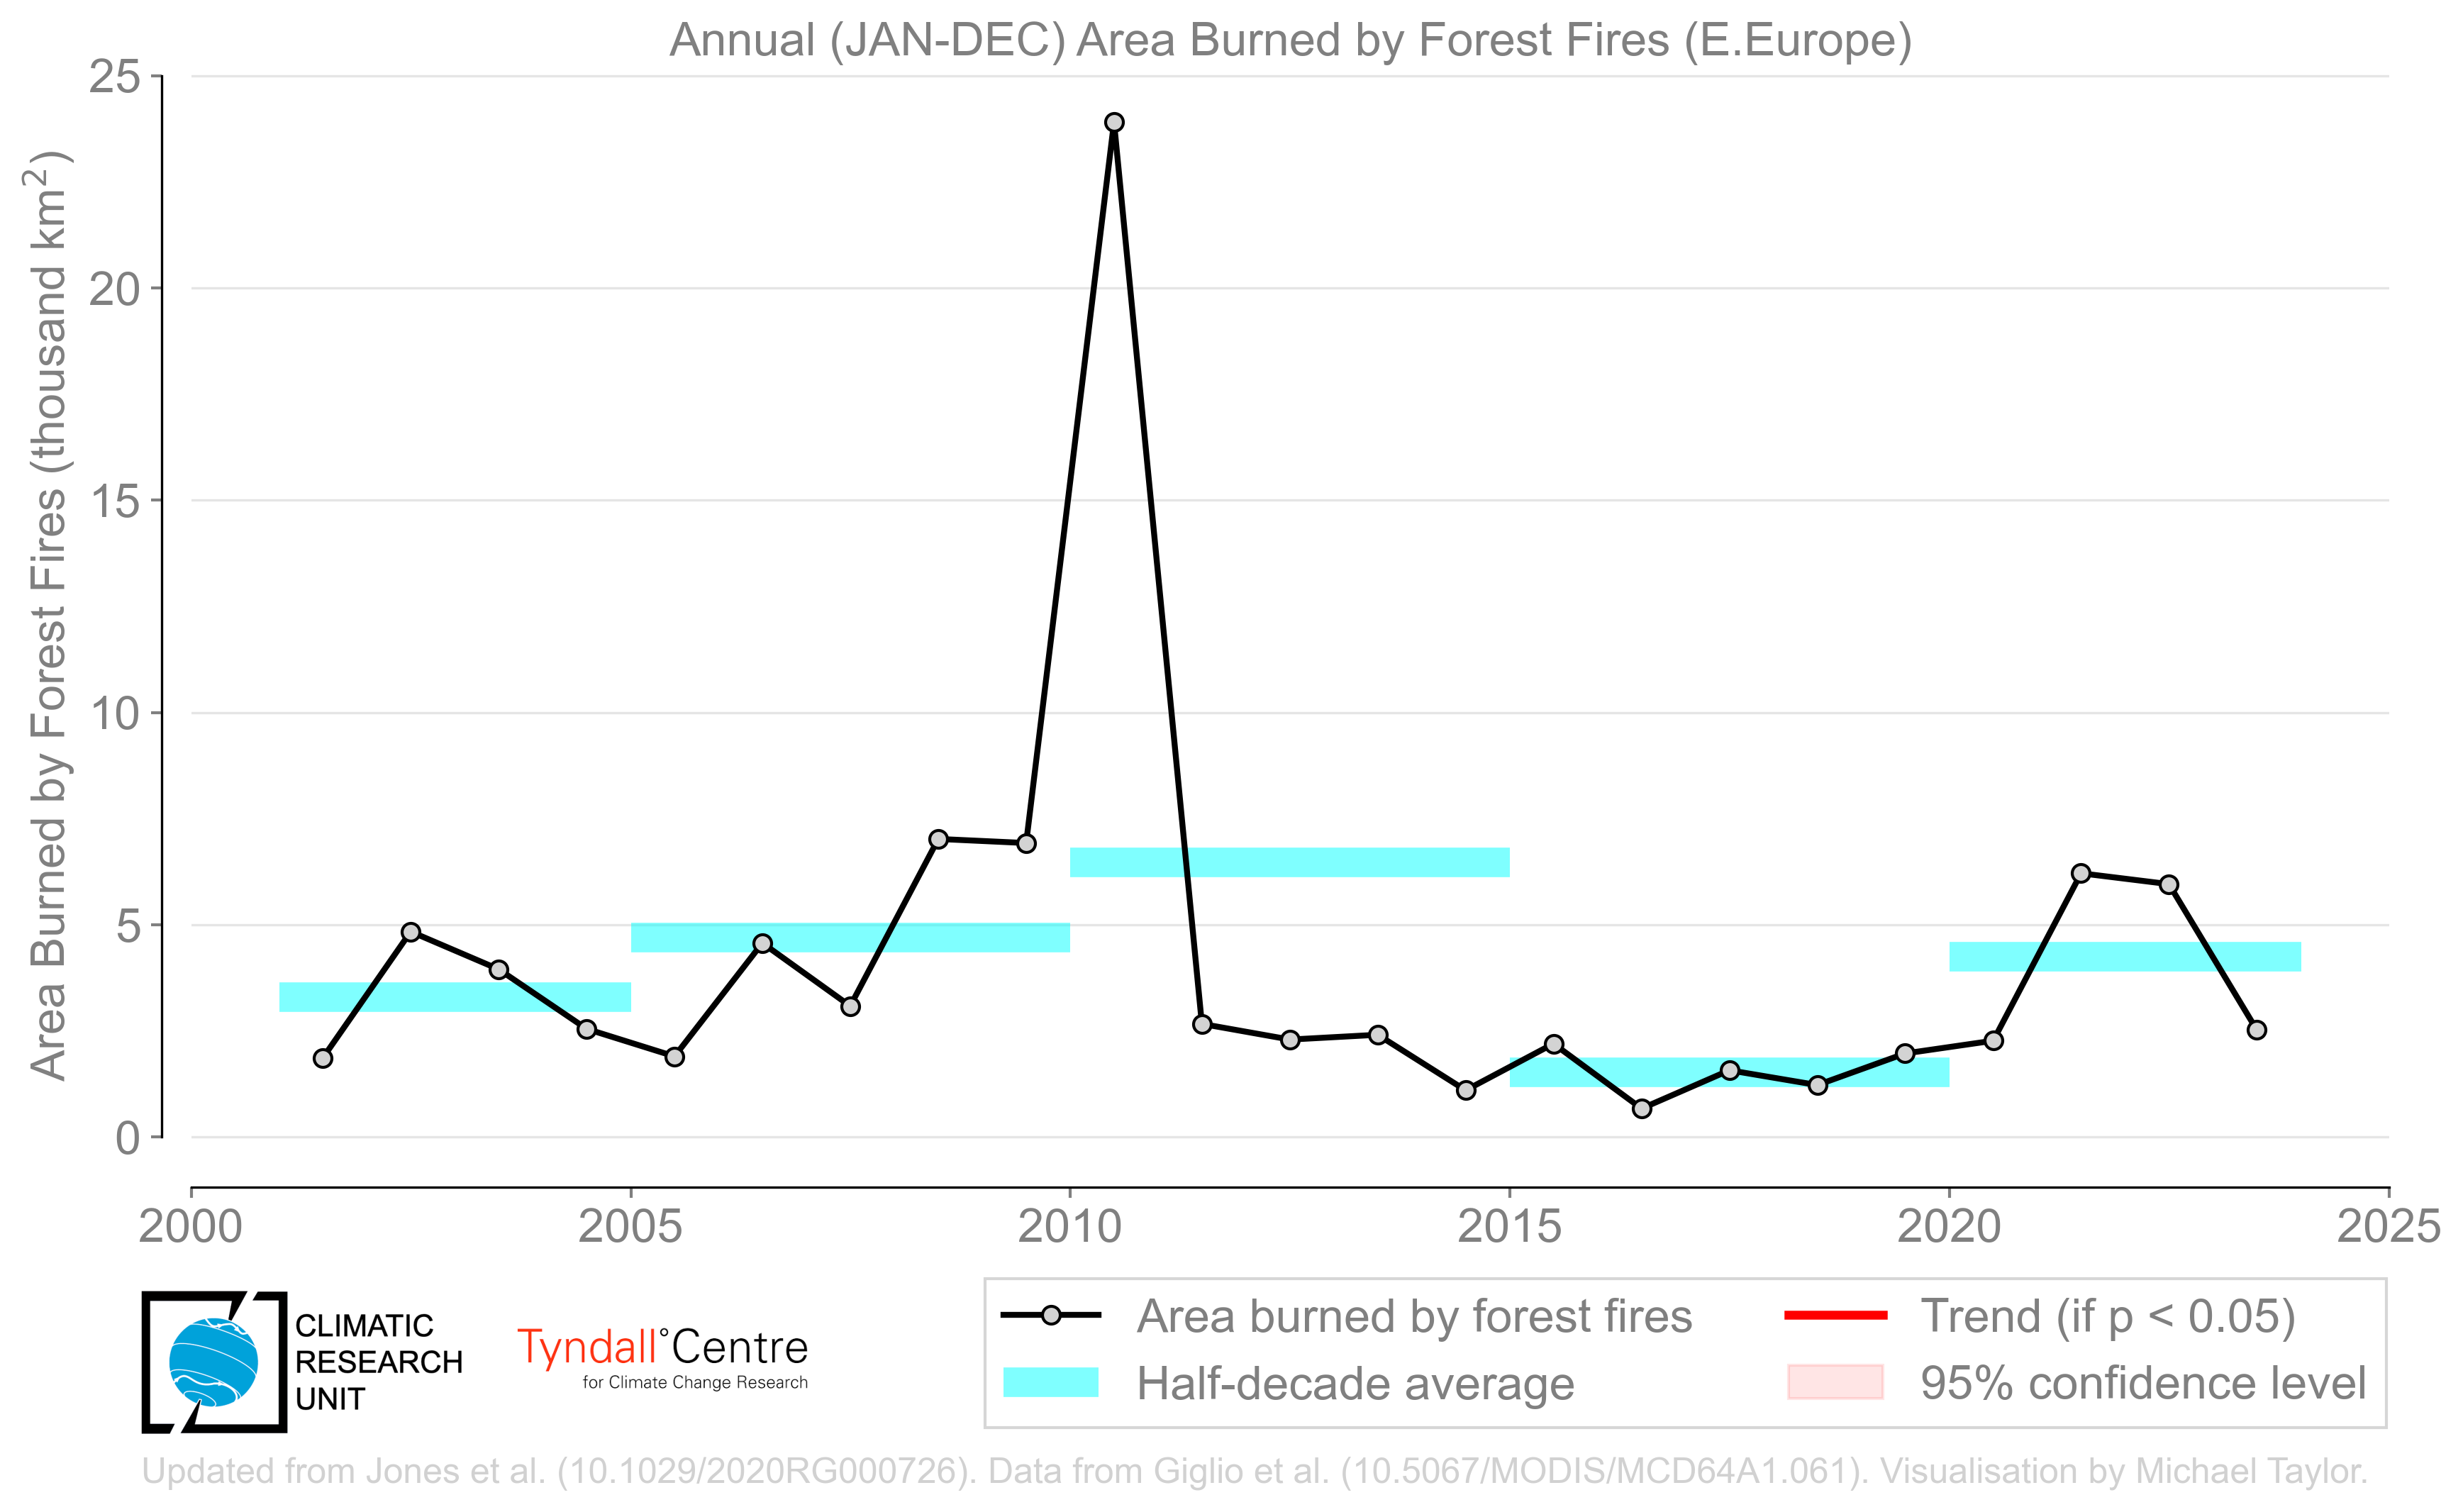 Annual (JAN-DEC) Area Burned by Forest Fires (E.Europe)
Area Burned by Forest Fires (thousand km²)
25
20
15
10
5
0
2000 2005 2010 2015 2020 2025
CLIMATIC
RESEARCH
UNIT
Tyndall°Centre
for Climate Change Research
Area burned by forest fires
Half-decade average
Trend (if p < 0.05)
95% confidence level
Updated from Jones et al. (10.1029/2020RG000726). Data from Giglio et al. (10.5067/MODIS/MCD64A1.061). Visualisation by Michael Taylor.